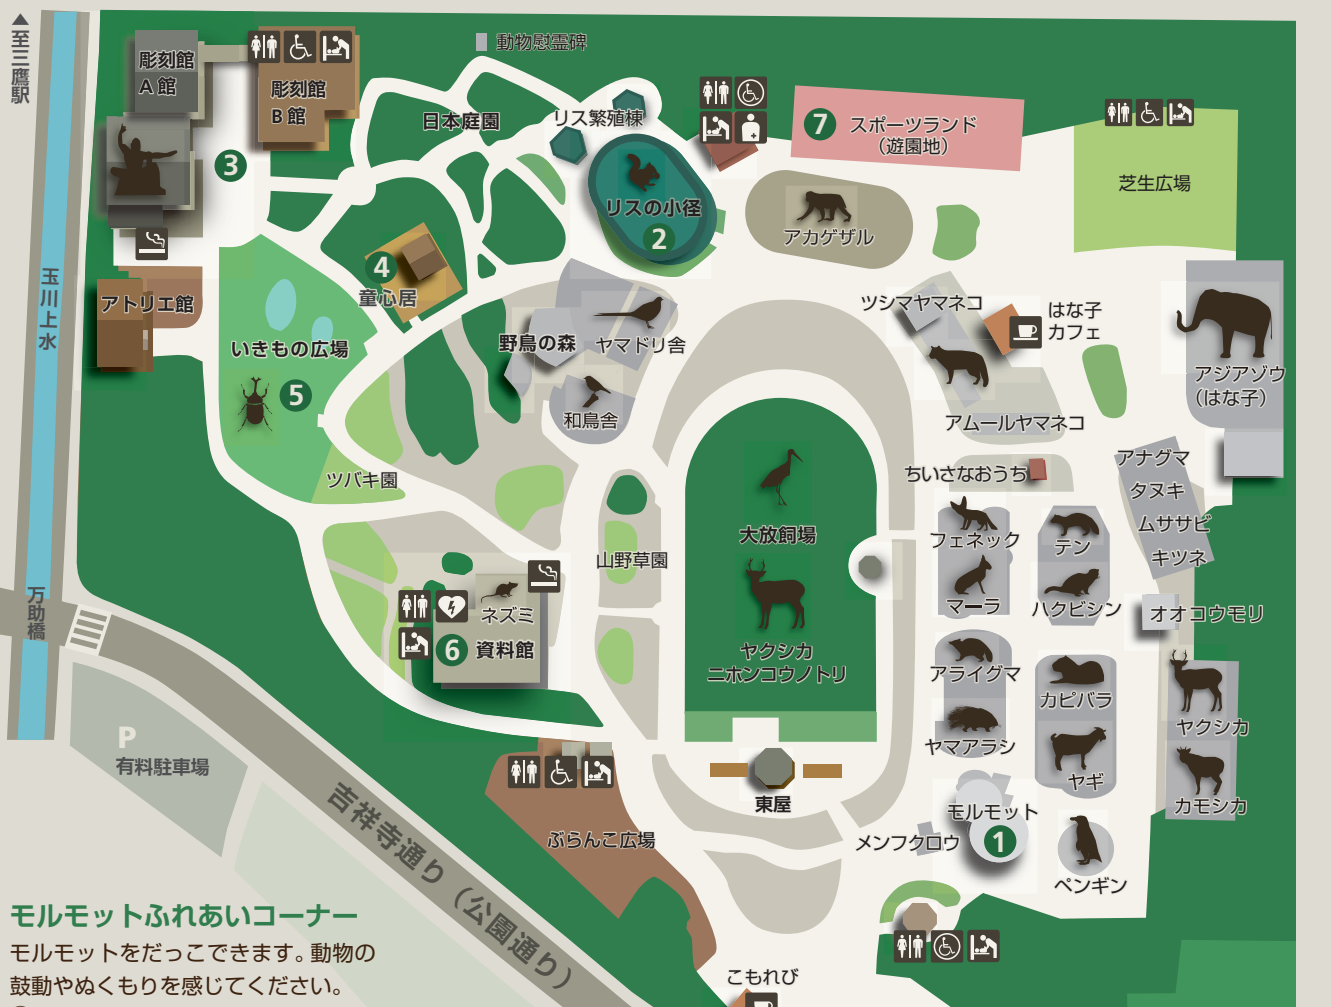 ▲至三鷹駅
玉川上水
万助橋
彫刻館
A館
彫刻館
B館
3
動物慰霊碑
日本庭園
リス繁殖棟
リスの小径
2
7 スポーツランド
（遊園地）
芝生広場
アカゲザル
アトリエ館
4
童心居
いきもの広場
5
ツバキ園
野鳥の森
ヤマドリ舎
和鳥舎
ツシマヤマネコ
はな子
カフェ
アムールヤマネコ
アジアゾウ
（はな子）
ちいさなおうち
アナグマ
タヌキ
ムササビ
キツネ
フェネック
テン
マーラ
ハクビシン
オオコウモリ
大放飼場
ヤクシカ
ニホンコウノトリ
山野草園
ネズミ
6 資料館
アライグマ
カピバラ
ヤクシカ
ヤマアラシ
ヤギ
カモシカ
モルモット
1
メンフクロウ
ペンギン
東屋
ぶらんこ広場
こもれび
P
有料駐車場
吉祥寺通り（公園通り）
モルモットふれあいコーナー
モルモットをだっこできます。動物の
鼓動やぬくもりを感じてください。